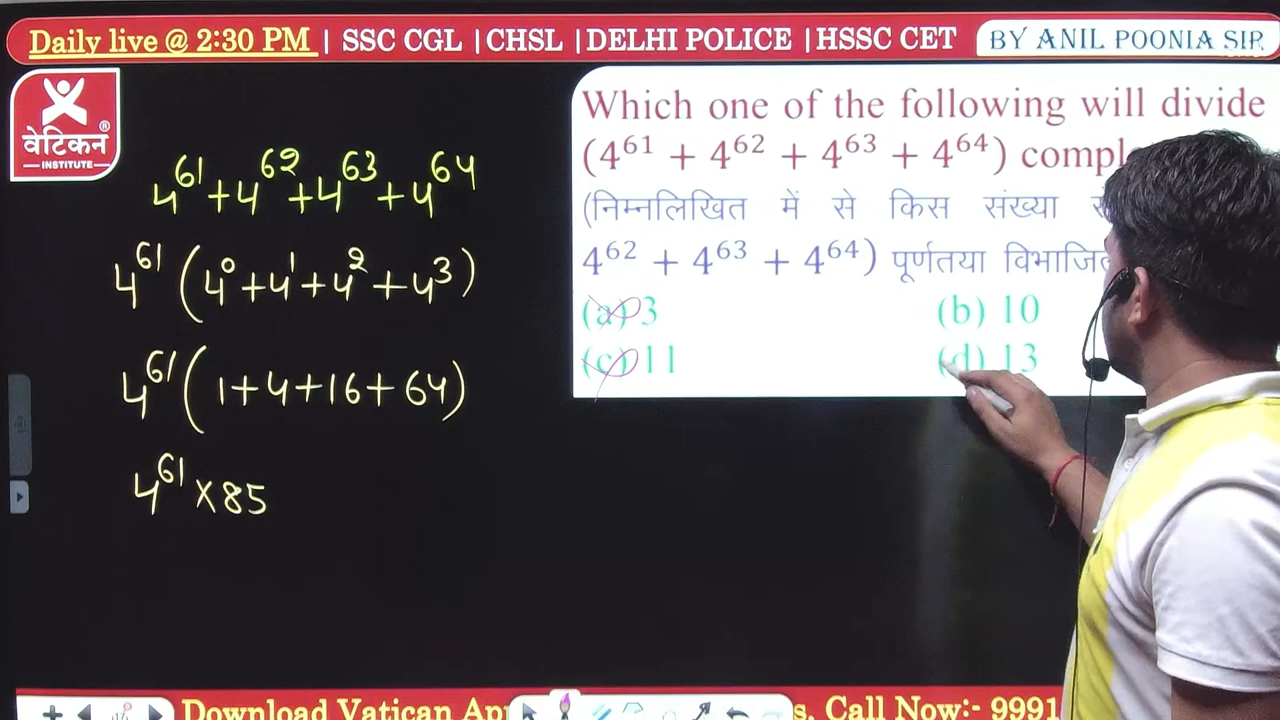 Daily live @ 2:30 PM | SSC CGL |CHSL |DELHI POLICE |HSSC CET
BY ANIL POONIA SIR
वेटिकन®
INSTITUTE
4^61 + 4^62 + 4^63 + 4^64
4^61 (4^0 + 4^1 + 4^2 + 4^3)
4^61 (1 + 4 + 16 + 64)
4^61 × 85
Which one of the following will divide
(4^61 + 4^62 + 4^63 + 4^64)
(निम्नलिखित में से किस संख्या
4^62 + 4^63 + 4^64) पूर्णतया
(a) 3 (b) 10
(c) 11 (d) 13
Download Vatican App
Call Now:- 9991